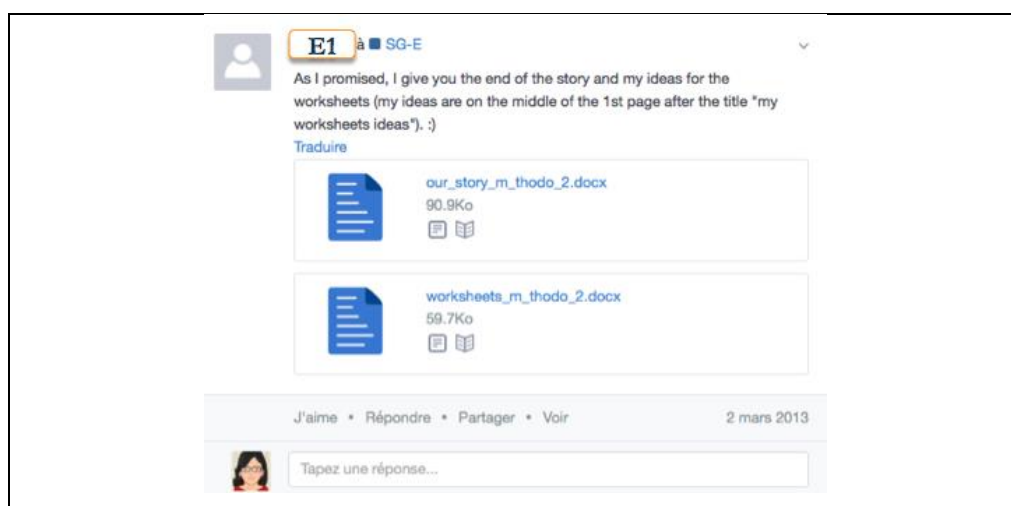 E1 à SG-E
As I promised, I give you the end of the story and my ideas for the
worksheets (my ideas are on the middle of the 1st page after the title "my
worksheets ideas"). :)
Traduire
our_story_m_thodo_2.docx
90.9Ko
worksheets_m_thodo_2.docx
59.7Ko
J'aime • Répondre • Partager • Voir 2 mars 2013
Tapez une réponse...